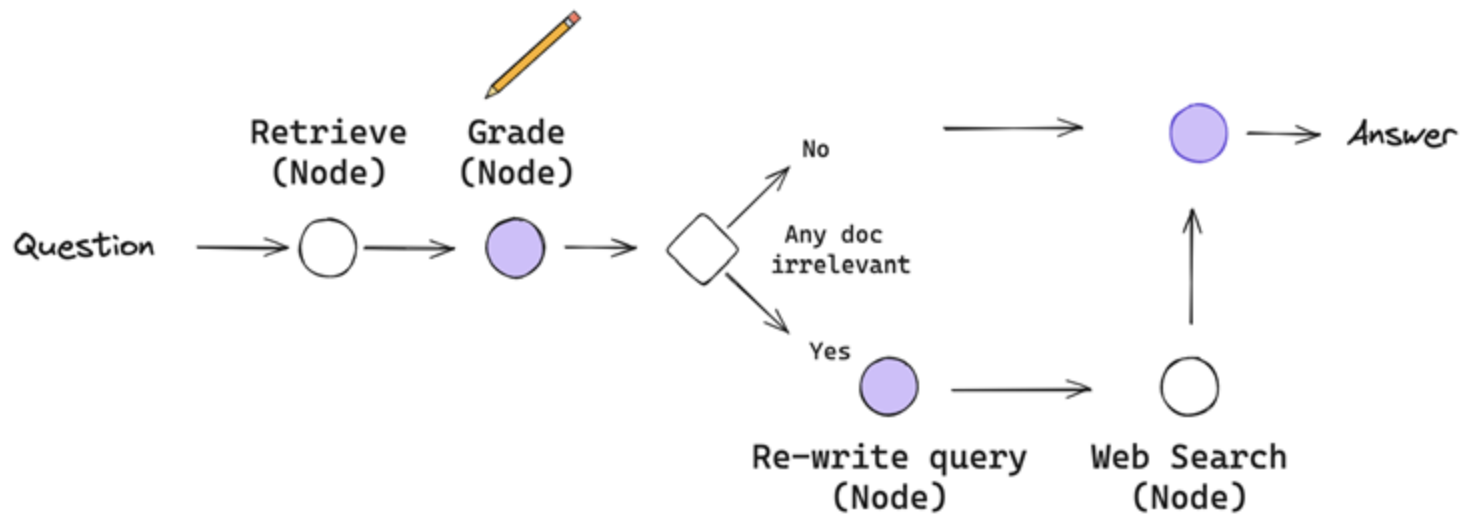 Retrieve
(Node)
Grade
(Node)
Question
No
Any doc
irrelevant
Yes
Answer
Re-write query
(Node)
Web Search
(Node)